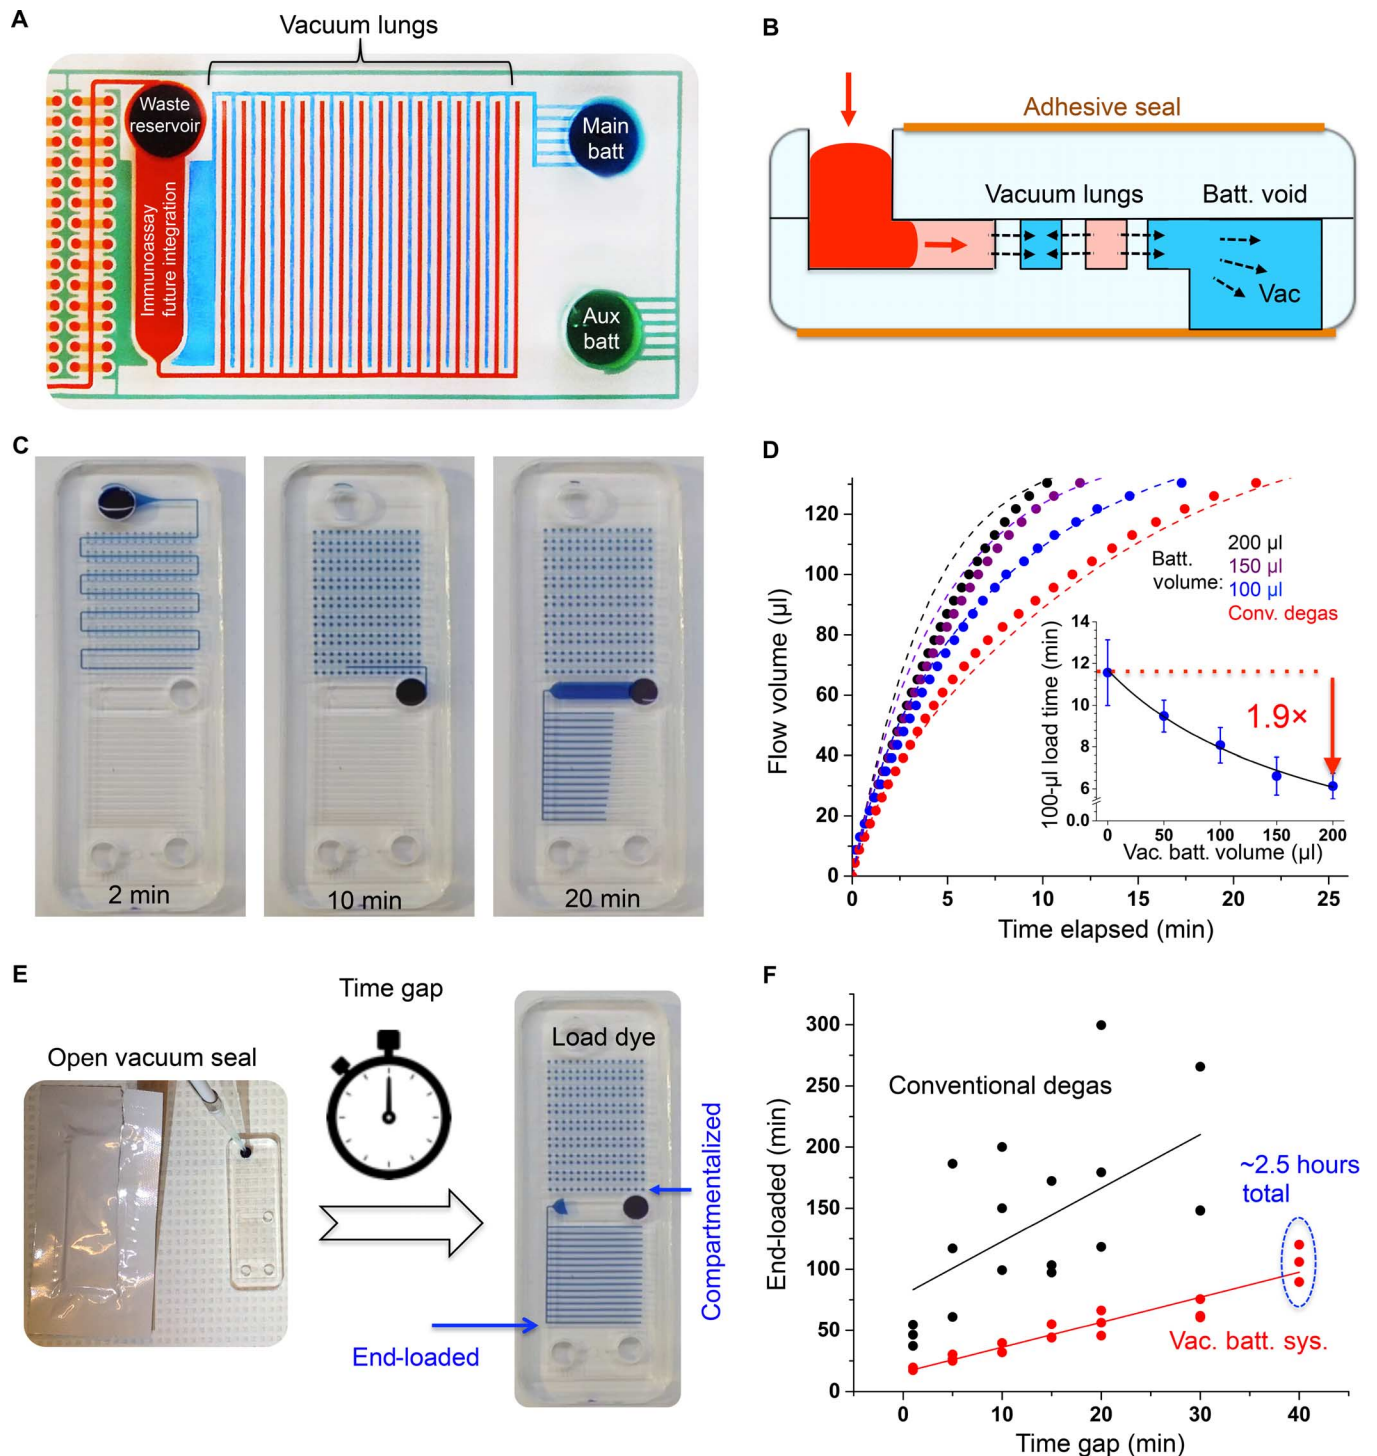 A
Vacuum lungs
Waste
reservoir
Immunoassay
future integration
Main
batt
Aux
batt
B
Adhesive seal
Vacuum lungs
Batt. void
Vac
C
2 min
10 min
20 min
D
Flow volume (µl)
120
100
80
60
40
20
0
0
5
10
15
20
25
Time elapsed (min)
Batt.
volume:
200 µl
150 µl
100 µl
Conv. degas
100-µl load time (min)
14
12
10
8
6
0.0
1.9×
0
50
100
150
200
Vac. batt. volume (µl)
E
Open vacuum seal
Time gap
Load dye
Compartmentalized
End-loaded
F
End-loaded (min)
300
250
200
150
100
50
0
Conventional degas
~2.5 hours
total
Vac. batt. sys.
0
10
20
30
40
Time gap (min)